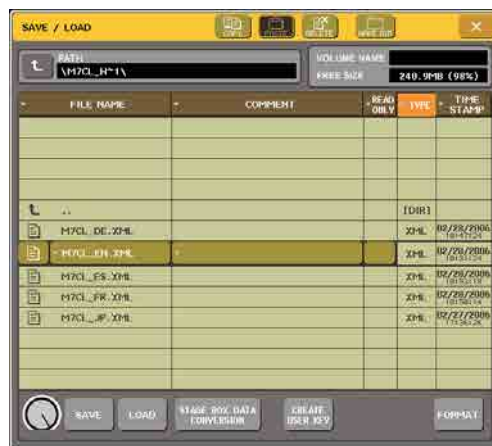 SAVE / LOAD
COPY PASTE DELETE MAKE DIR
PATH
\M7CL_H~1\
VOLUME NAME
FREE SIZE 240.9MB (98%)
FILE NAME COMMENT READ ONLY TYPE TIME STAMP
.. [DIR]
M7CL_DE.XML XML 02/28/2006
M7CL_EN.XML XML 02/28/2006
M7CL_ES.XML XML 02/28/2006
M7CL_FR.XML XML 02/28/2006
M7CL_JP.XML XML 02/27/2006
SAVE LOAD STAGE BOX DATA CONVERSION CREATE USER KEY FORMAT